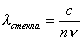 λстекла = c / nν